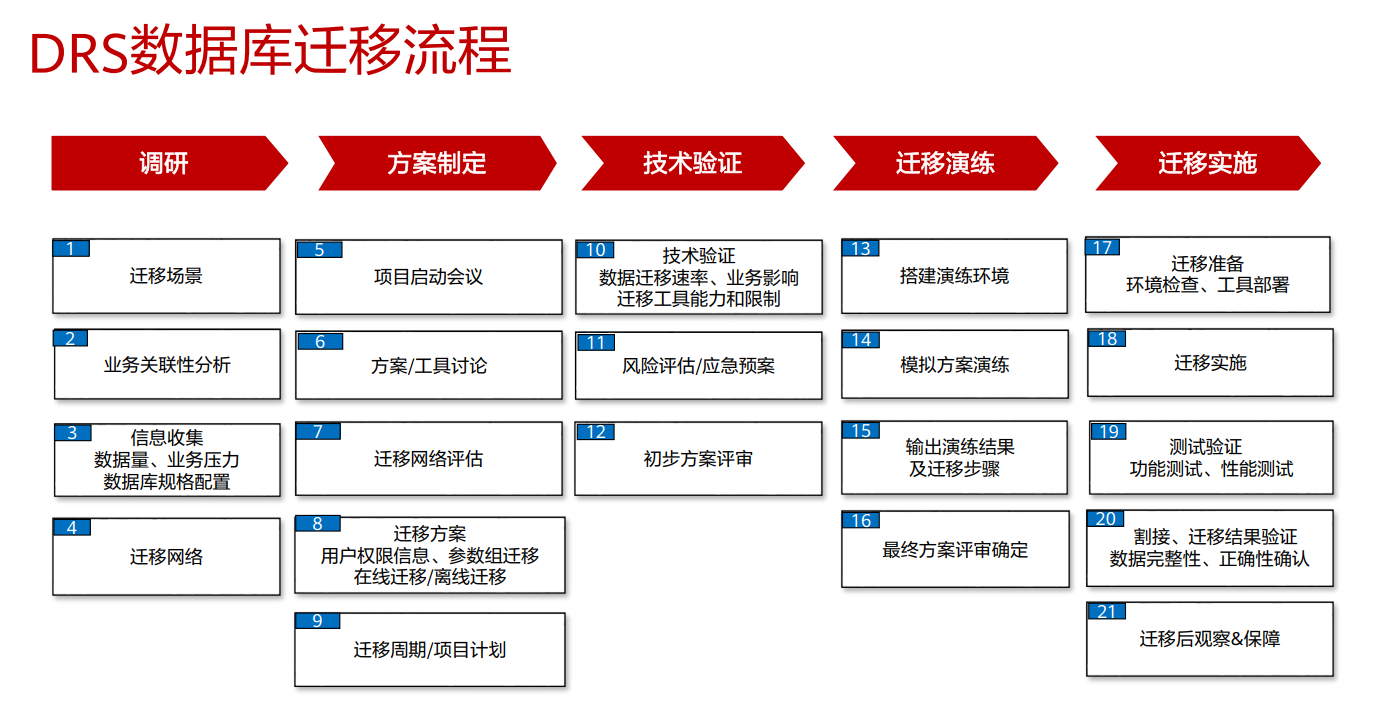 DRS数据库迁移流程
调研
方案制定
技术验证
迁移演练
迁移实施
1
迁移场景
2
业务关联性分析
3
信息收集
数据量、业务压力
数据库规格配置
4
迁移网络
5
项目启动会议
6
方案/工具讨论
7
迁移网络评估
8
迁移方案
用户权限信息、参数组迁移
在线迁移/离线迁移
9
迁移周期/项目计划
10
技术验证
数据迁移速率、业务影响
迁移工具能力和限制
11
风险评估/应急预案
12
初步方案评审
13
搭建演练环境
14
模拟方案演练
15
输出演练结果
及迁移步骤
16
最终方案评审确定
17
迁移准备
环境检查、工具部署
18
迁移实施
19
测试验证
功能测试、性能测试
20
割接、迁移结果验证
数据完整性、正确性确认
21
迁移后观察&保障